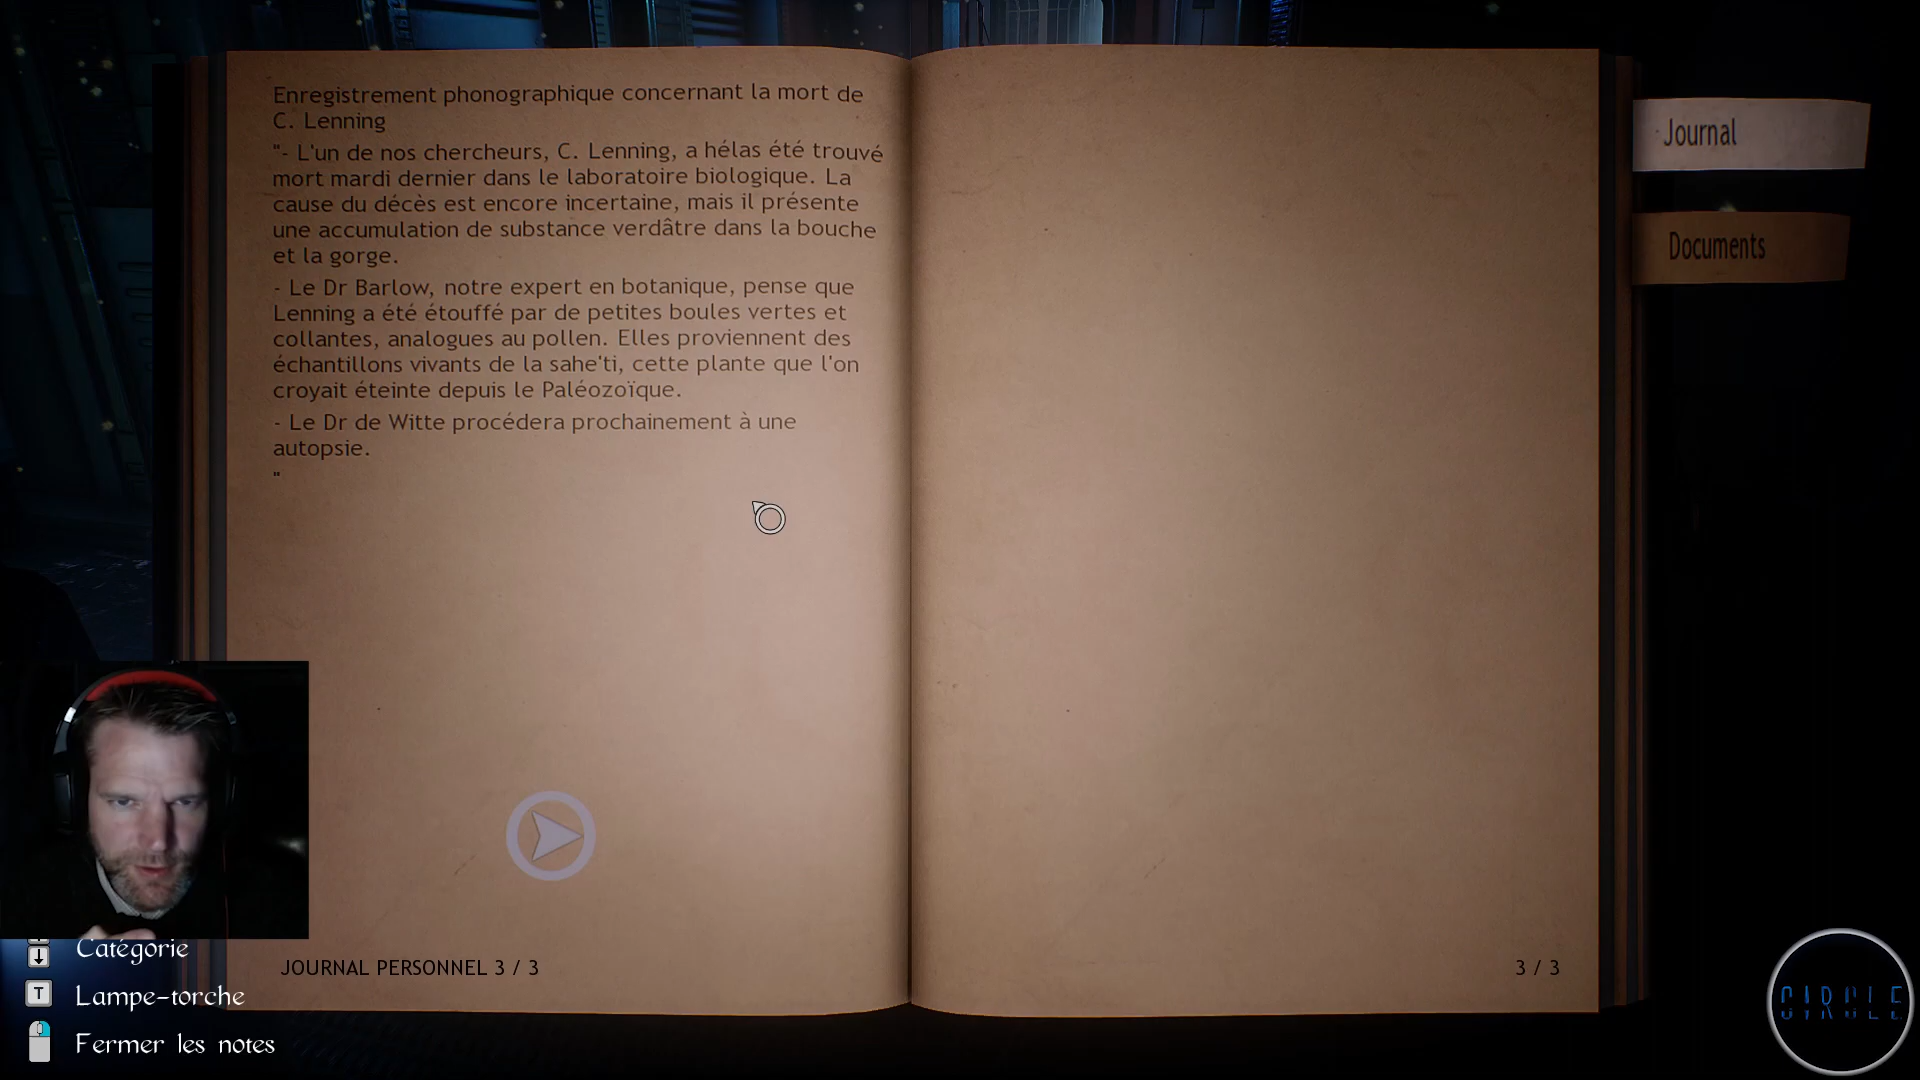 Enregistrement phonographique concernant la mort de
C. Lenning
"- L'un de nos chercheurs, C. Lenning, a hélas été trouvé
mort mardi dernier dans le laboratoire biologique. La
cause du décès est encore incertaine, mais il présente
une accumulation de substance verdâtre dans la bouche
et la gorge.
- Le Dr Barlow, notre expert en botanique, pense que
Lenning a été étouffé par de petites boules vertes et
collantes, analogues au pollen. Elles proviennent des
échantillons vivants de la sahe'ti, cette plante que l'on
croyait éteinte depuis le Paléozoïque.
- Le Dr de Witte procédera prochainement à une
autopsie.
"
JOURNAL PERSONNEL 3 / 3
3 / 3
Journal
Documents
Catégorie
T
Lampe-torche
Fermer les notes
CIRCLE